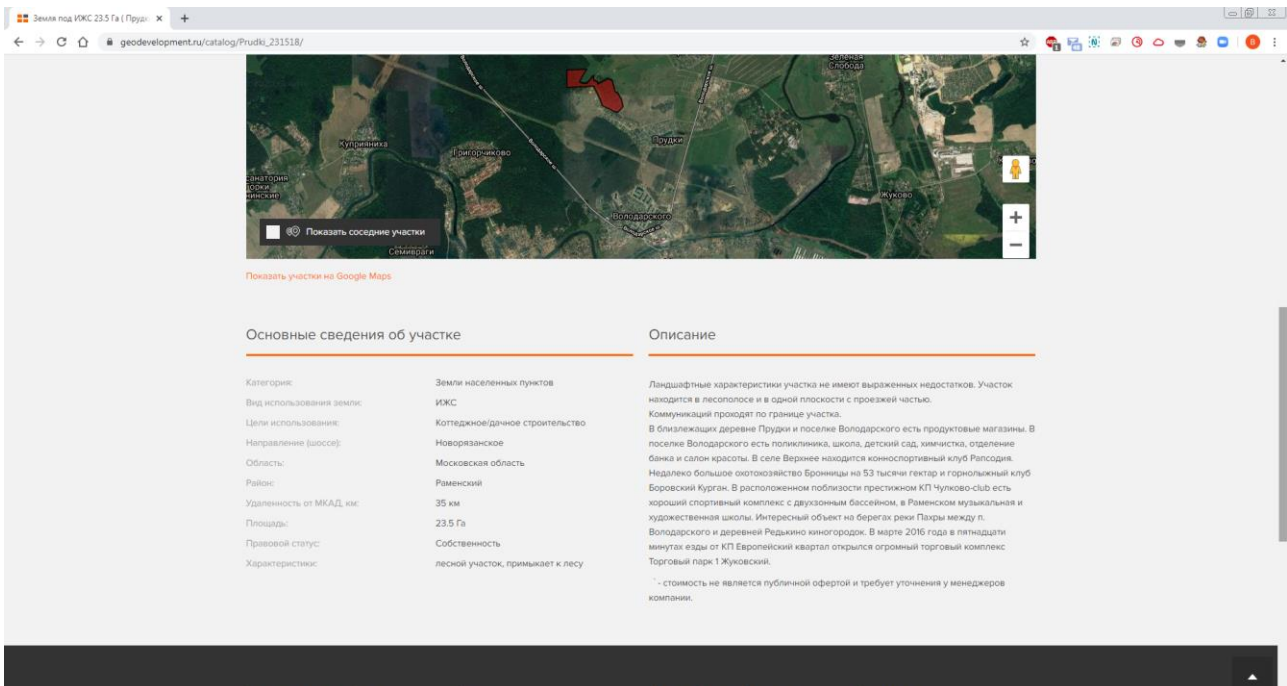 Земля под ИЖС 23.5 Га ( Пруд
geodevelopment.ru/catalog/Prudki_231518/
Зеленая
Слобода
Володарское ш.
Прудки
Куприяниха
Григорчиково
санатория
Горки
нинские
Жуково
Володарского
Показать соседние участки
Семивраги
Показать участки на Google Maps
Основные сведения об участке
Категория: Земли населенных пунктов
Вид использования земли: ИЖС
Цели использования: Коттеджное/дачное строительство
Направление (шоссе): Новорязанское
Область: Московская область
Район: Раменский
Удаленность от МКАД, км: 35 км
Площадь: 23.5 Га
Правовой статус: Собственность
Характеристики: лесной участок, примыкает к лесу
Описание
Ландшафтные характеристики участка не имеют выраженных недостатков. Участок
находится в лесополосе и в одной плоскости с проезжей частью.
Коммуникаций проходят по границе участка.
В близлежащих деревне Прудки и поселке Володарского есть продуктовые магазины. В
поселке Володарского есть поликлиника, школа, детский сад, химчистка, отделение
банка и салон красоты. В селе Верхнее находится конноспортивный клуб Рапсодия.
Недалеко большое охотохозяйство Бронницы на 53 тысячи гектар и горнолыжный клуб
Боровский Курган. В расположенном поблизости престижном КП Чулково-club есть
хороший спортивный комплекс с двухзонным бассейном, в Раменском музыкальная и
художественная школы. Интересный объект на берегах реки Пахры между п.
Володарского и деревней Редькино киногородок. В марте 2016 года в пятнадцати
минутах езды от КП Европейский квартал открылся огромный торговый комплекс
Торговый парк 1 Жуковский.
* - стоимость не является публичной офертой и требует уточнения у менеджеров
компании.